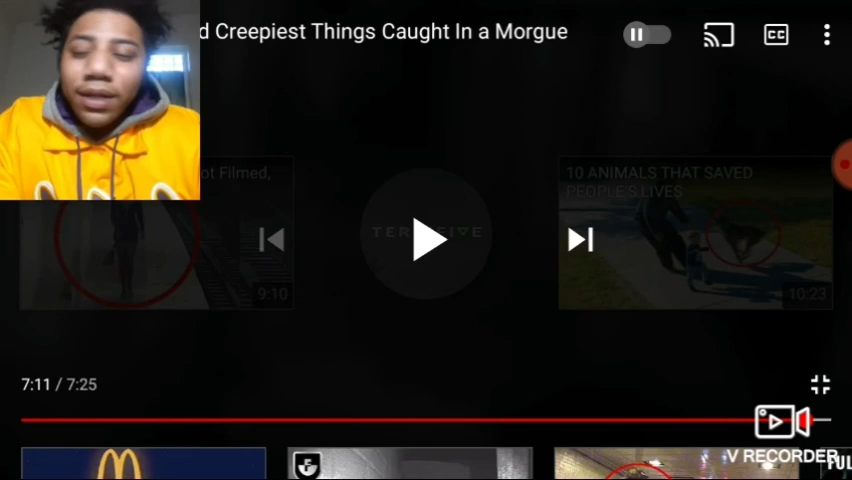 d Creepiest Things Caught In a Morgue
CC
ot Filmed,
10 ANIMALS THAT SAVED
PEOPLE'S LIVES
9:10
10:23
7:11 / 7:25
F
V RECORDER